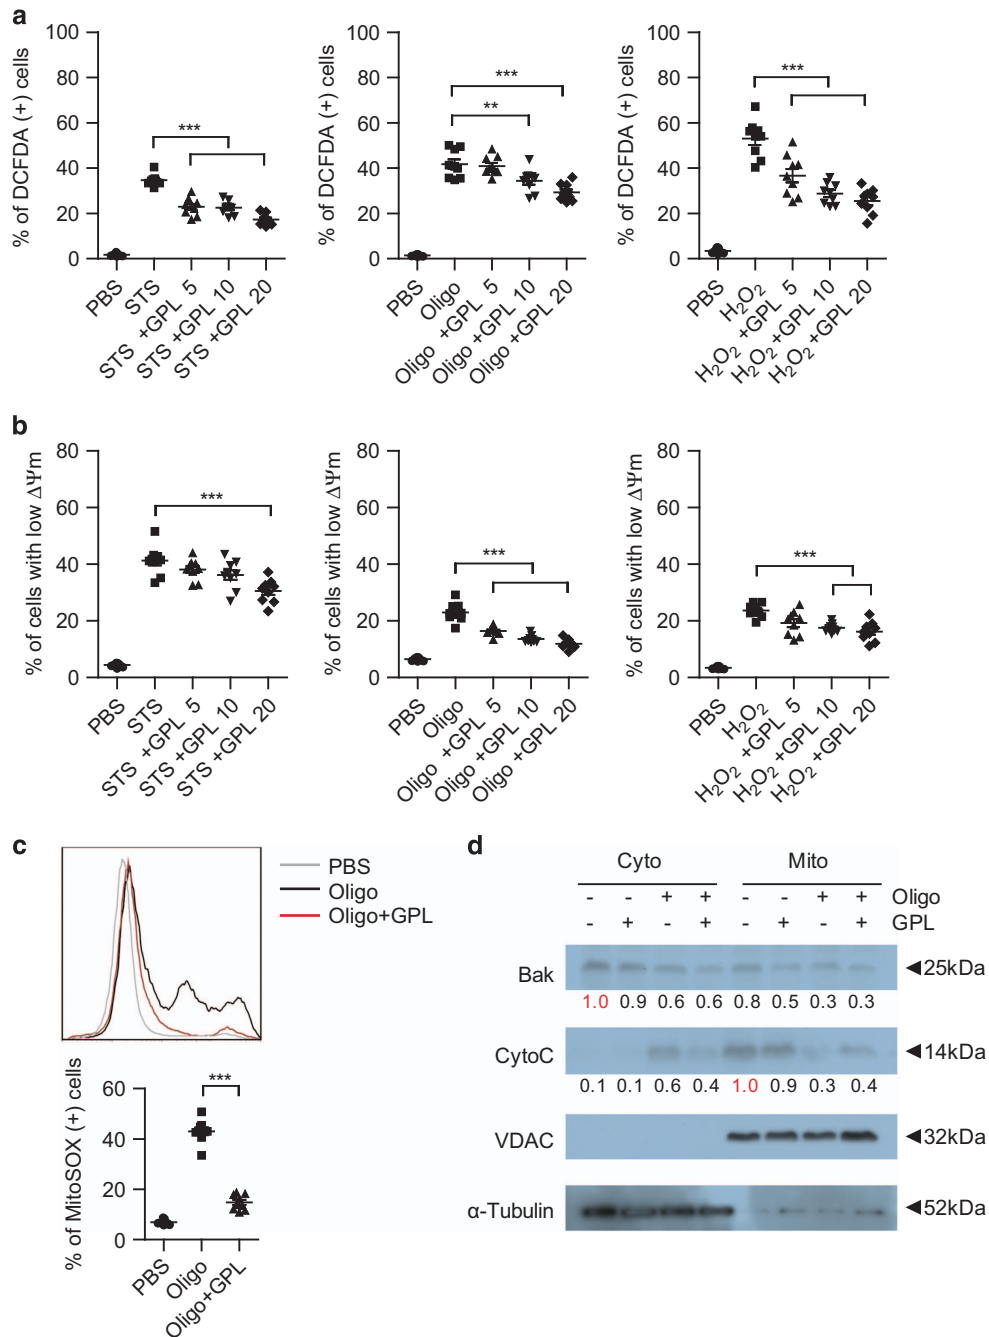 a
% of DCFDA (+) cells
100
80
60
40
20
0
***
PBS
STS
STS +GPL 5
STS +GPL 10
STS +GPL 20
% of DCFDA (+) cells
100
80
60
40
20
0
***
**
PBS
Oligo
Oligo +GPL 5
Oligo +GPL 10
Oligo +GPL 20
% of DCFDA (+) cells
100
80
60
40
20
0
***
PBS
H₂O₂
H₂O₂ +GPL 5
H₂O₂ +GPL 10
H₂O₂ +GPL 20
b
% of cells with low ΔΨm
80
60
40
20
0
***
PBS
STS
STS +GPL 5
STS +GPL 10
STS +GPL 20
% of cells with low ΔΨm
80
60
40
20
0
***
PBS
Oligo
Oligo +GPL 5
Oligo +GPL 10
Oligo +GPL 20
% of cells with low ΔΨm
80
60
40
20
0
***
PBS
H₂O₂
H₂O₂ +GPL 5
H₂O₂ +GPL 10
H₂O₂ +GPL 20
c
PBS
Oligo
Oligo+GPL
% of MitoSOX (+) cells
60
40
20
0
***
PBS
Oligo
Oligo+GPL
d
Cyto Mito
- - + + - - + + Oligo
- + - + - + - + GPL
Bak ◄25kDa
1.0 0.9 0.6 0.6 0.8 0.5 0.3 0.3
CytoC ◄14kDa
0.1 0.1 0.6 0.4 1.0 0.9 0.3 0.4
VDAC ◄32kDa
α-Tubulin ◄52kDa